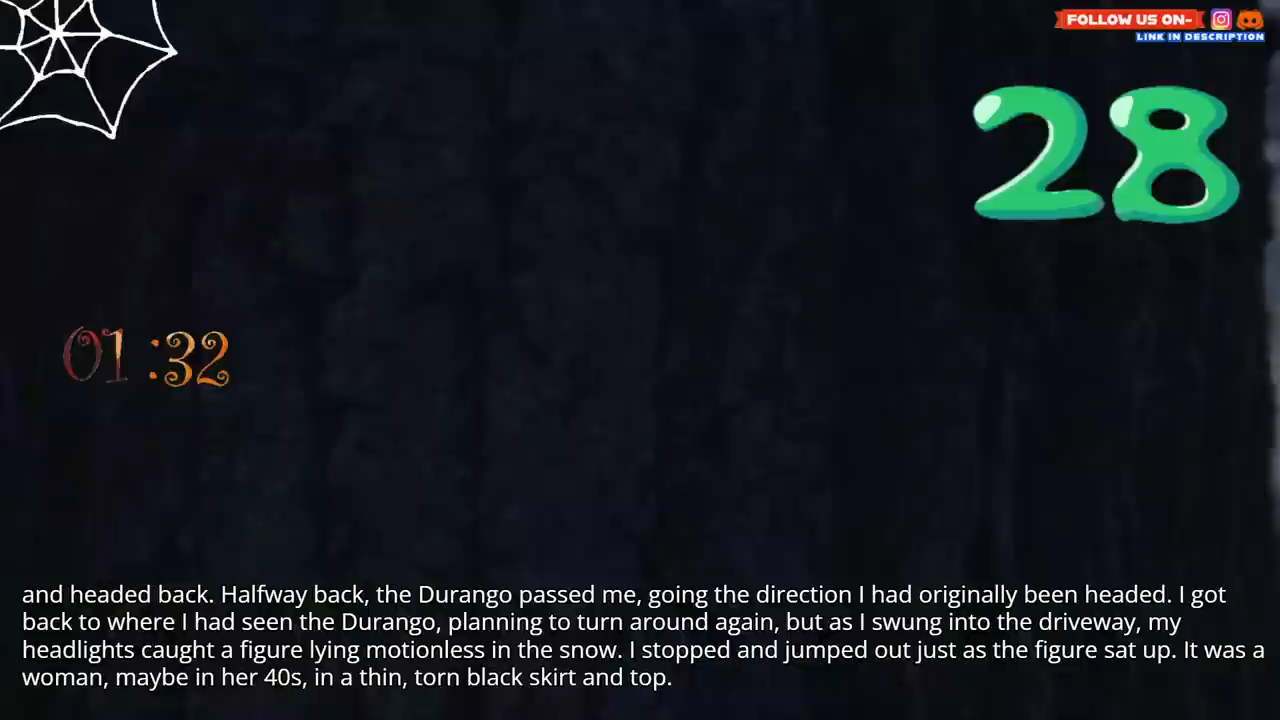 FOLLOW US ON-
LINK IN DESCRIPTION
28
01:32
and headed back. Halfway back, the Durango passed me, going the direction I had originally been headed. I got
back to where I had seen the Durango, planning to turn around again, but as I swung into the driveway, my
headlights caught a figure lying motionless in the snow. I stopped and jumped out just as the figure sat up. It was a
woman, maybe in her 40s, in a thin, torn black skirt and top.